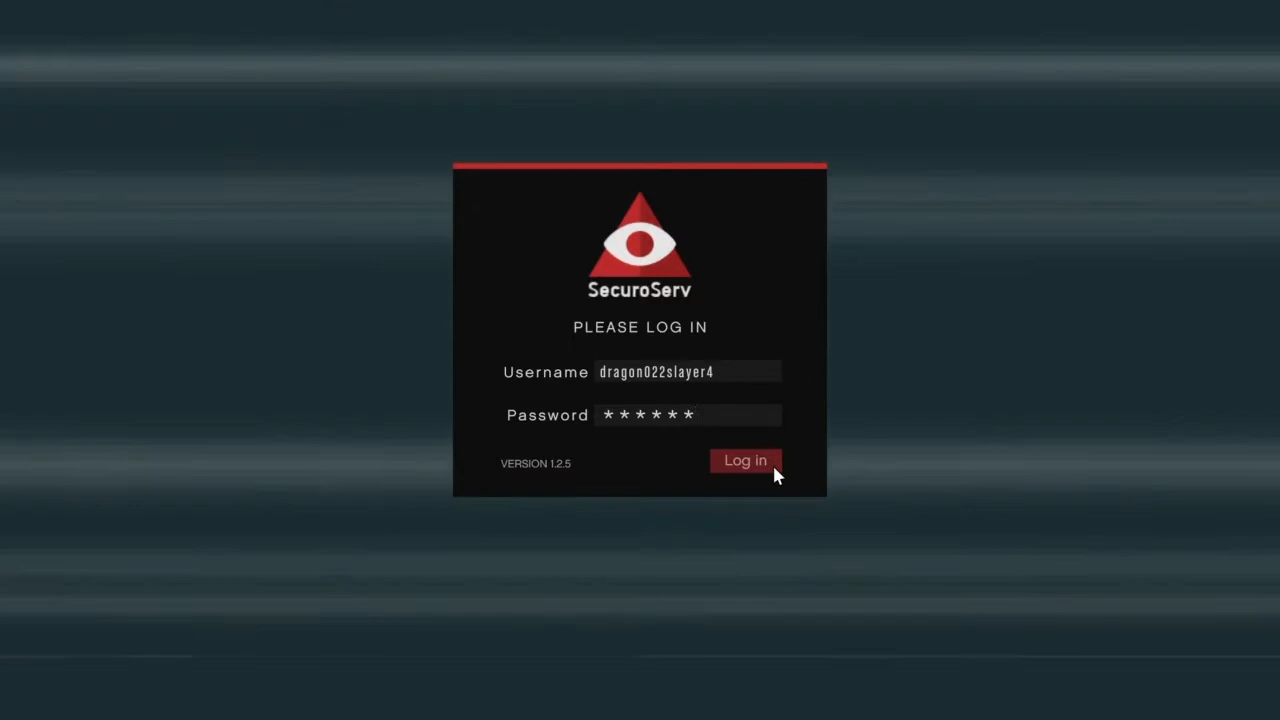 SecuroServ
PLEASE LOG IN
Username dragon022slayer4
Password ******
VERSION 1.2.5 Log in